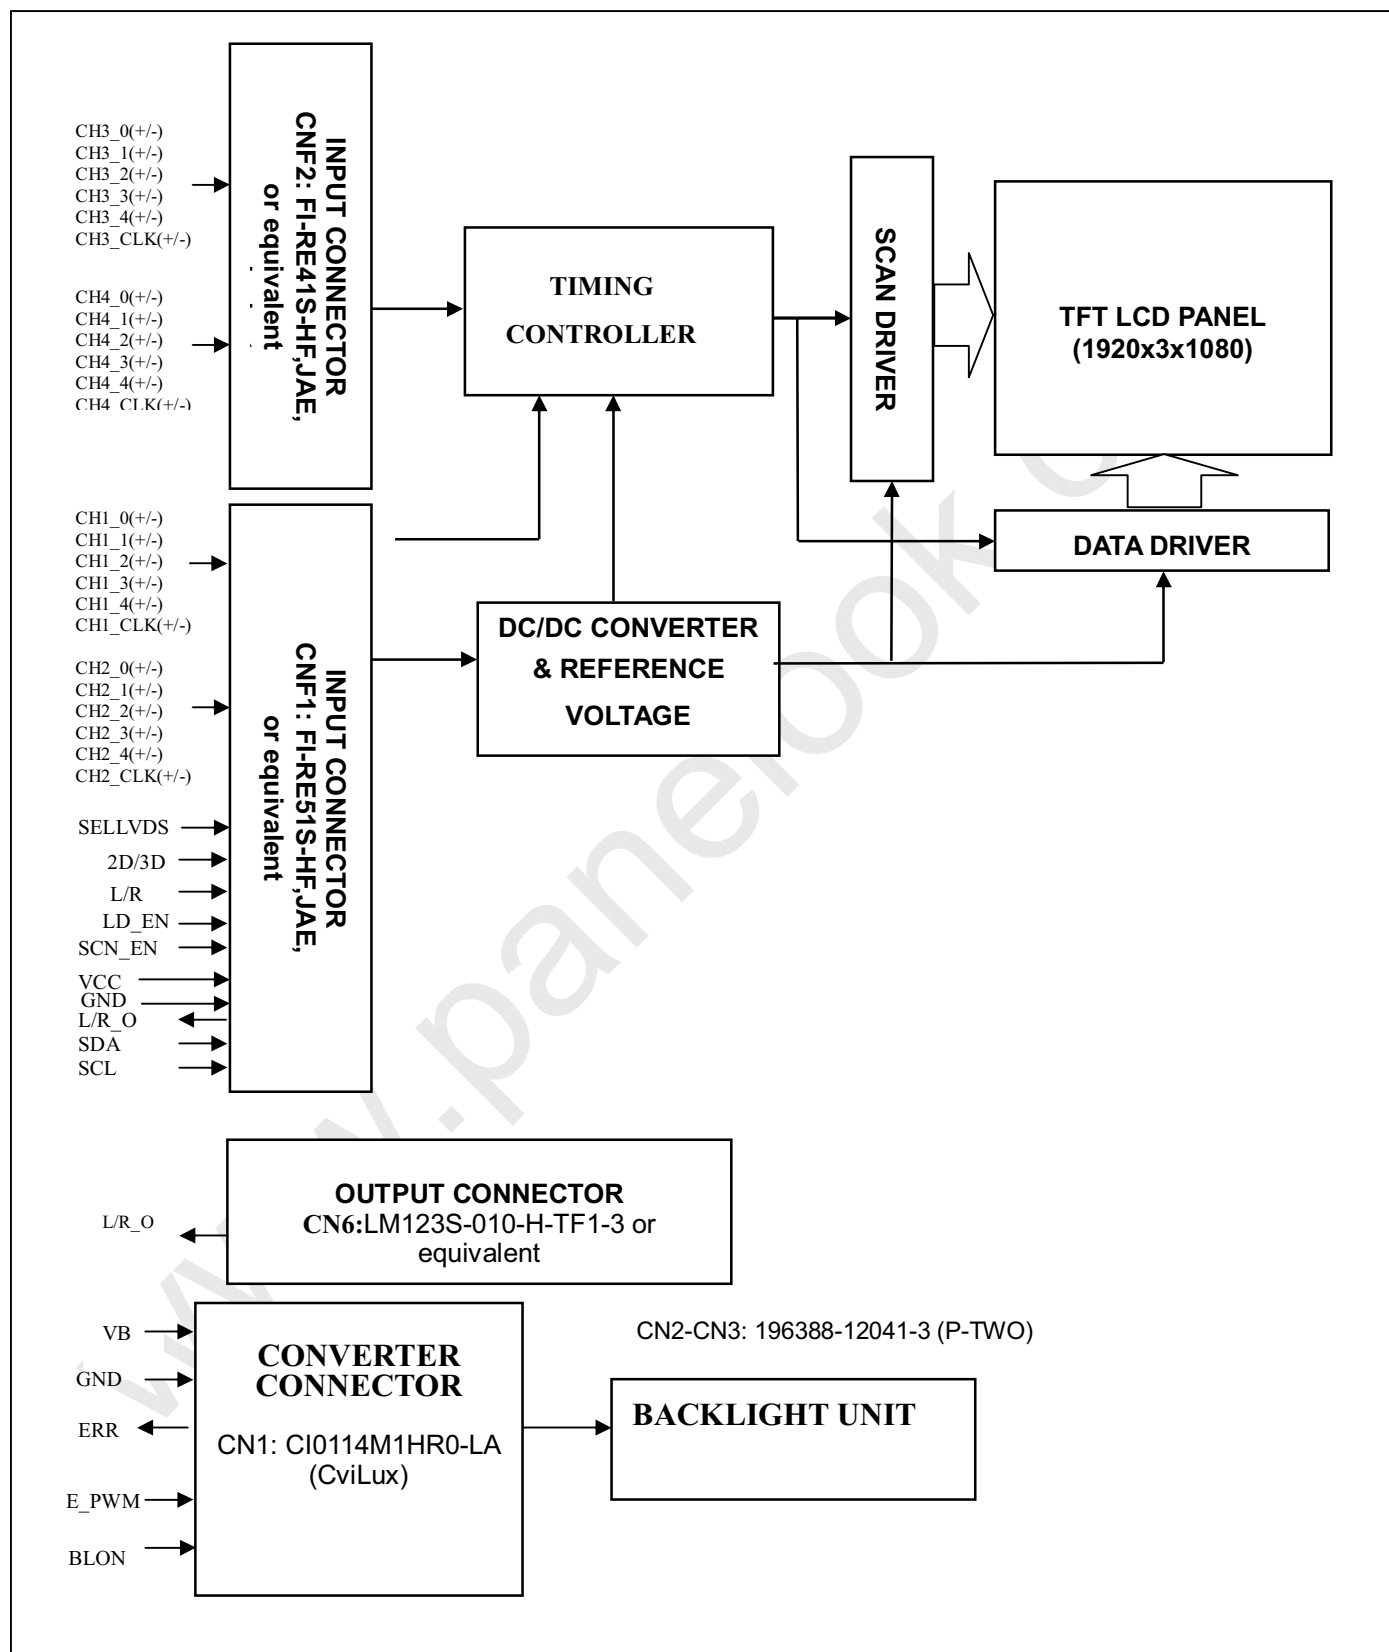 CH3_0(+/-)
CH3_1(+/-)
CH3_2(+/-)
CH3_3(+/-)
CH3_4(+/-)
CH3_CLK(+/-)
CH4_0(+/-)
CH4_1(+/-)
CH4_2(+/-)
CH4_3(+/-)
CH4_4(+/-)
CH4_CLK(+/-)
INPUT CONNECTOR
CNF2: FI-RE41S-HF,JAE,
or equivalent
TIMING
CONTROLLER
SCAN DRIVER
TFT LCD PANEL
(1920x3x1080)
DATA DRIVER
CH1_0(+/-)
CH1_1(+/-)
CH1_2(+/-)
CH1_3(+/-)
CH1_4(+/-)
CH1_CLK(+/-)
CH2_0(+/-)
CH2_1(+/-)
CH2_2(+/-)
CH2_3(+/-)
CH2_4(+/-)
CH2_CLK(+/-)
SELLVDS
2D/3D
L/R
LD_EN
SCN_EN
VCC
GND
L/R_O
SDA
SCL
INPUT CONNECTOR
CNF1: FI-RE51S-HF,JAE,
or equivalent
DC/DC CONVERTER
& REFERENCE
VOLTAGE
L/R_O
OUTPUT CONNECTOR
CN6:LM123S-010-H-TF1-3 or
equivalent
VB
GND
ERR
E_PWM
BLON
CONVERTER
CONNECTOR
CN1: CI0114M1HR0-LA
(CviLux)
CN2-CN3: 196388-12041-3 (P-TWO)
BACKLIGHT UNIT